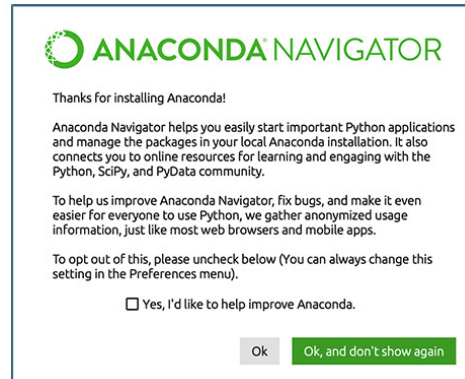 ANACONDA NAVIGATOR
Thanks for installing Anaconda!
Anaconda Navigator helps you easily start important Python applications
and manage the packages in your local Anaconda installation. It also
connects you to online resources for learning and engaging with the
Python, SciPy, and PyData community.
To help us improve Anaconda Navigator, fix bugs, and make it even
easier for everyone to use Python, we gather anonymized usage
information, just like most web browsers and mobile apps.
To opt out of this, please uncheck below (You can always change this
setting in the Preferences menu).
Yes, I'd like to help improve Anaconda.
Ok Ok, and don't show again